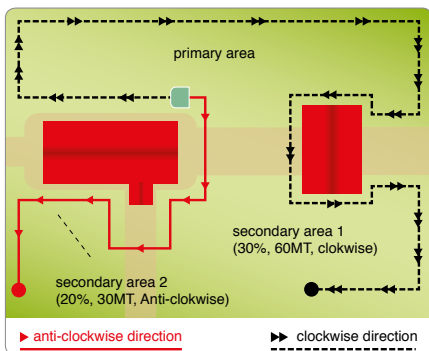 primary area
secondary area 1
(30%, 60MT, clokwise)
secondary area 2
(20%, 30MT, Anti-clokwise)
anti-clockwise direction
clockwise direction